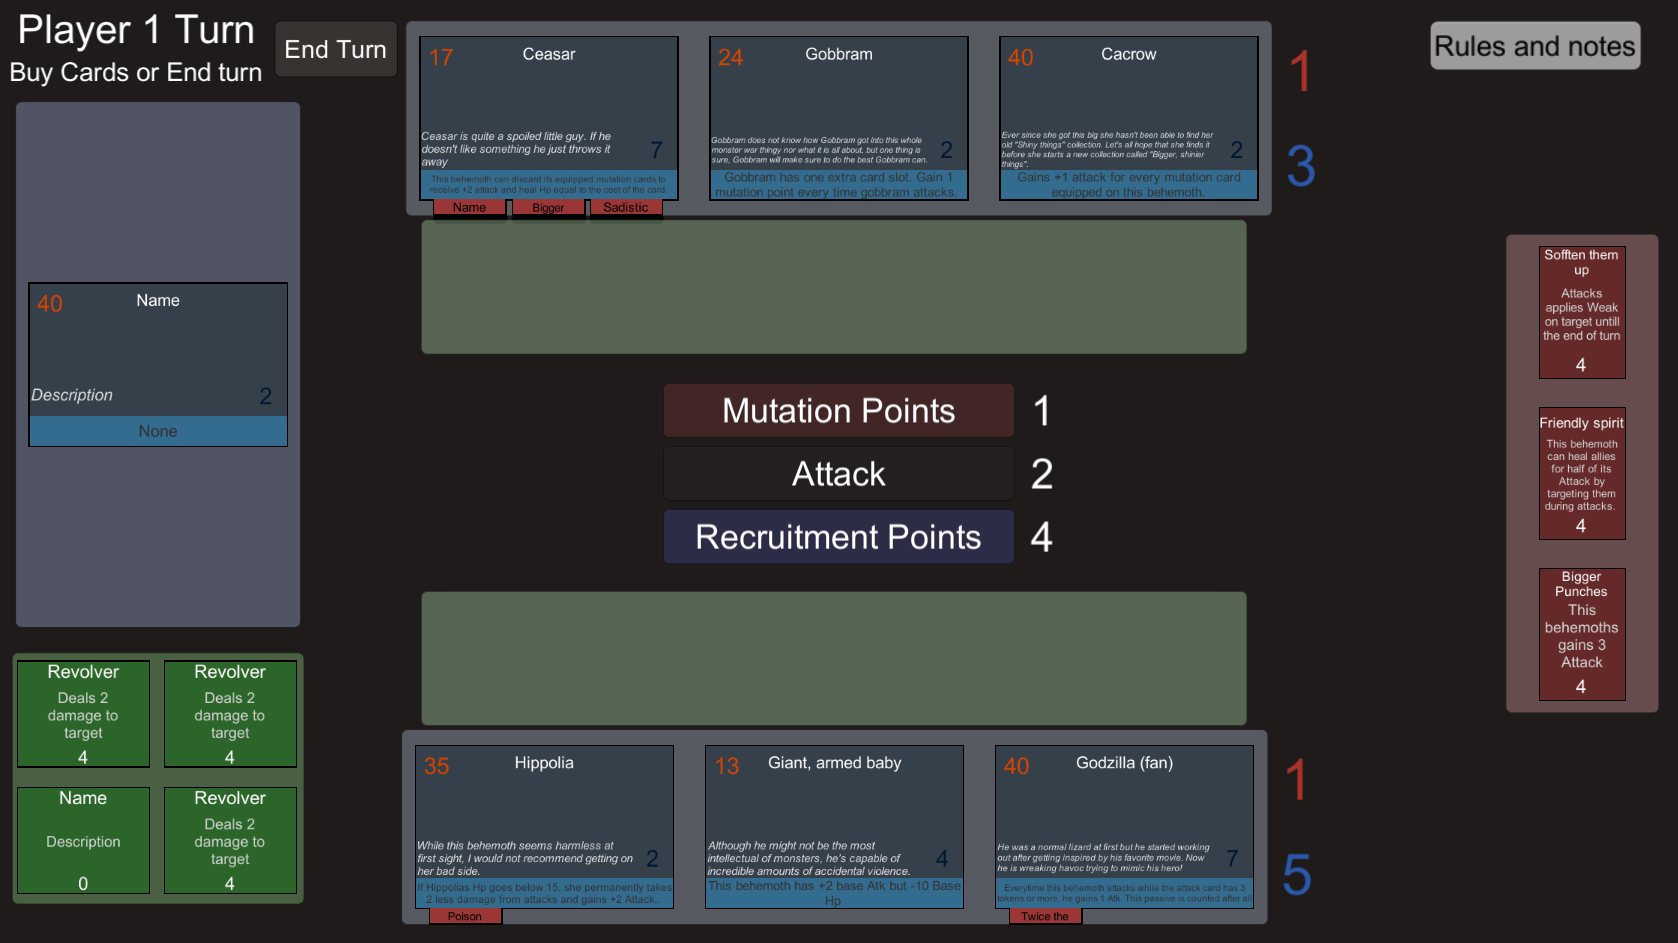 Player 1 Turn
Buy Cards or End turn
End Turn
17
Ceasar
Ceasar is quite a spoiled little guy. If he
doesn't like something he just throws it
away
7
This behemoth can discard its equipped mutation cards to
receive +2 attack and heal Hp equal to the cost of the card.
Name
Bigger
Sadistic
24
Gobbram
Gobbram does not know how Gobbram got into this whole
monster war thingy nor what it is all about, but one thing is
sure, Gobbram will make sure to do the best Gobbram can.
2
Gobbram has one extra card slot. Gain 1
mutation point every time gobbram attacks.
40
Cacrow
Ever since she got this big she hasn't been able to find her
old "Shiny things" collection. Let's all hope that she finds it
before she starts a new collection called "Bigger, shinier
things".
2
Gains +1 attack for every mutation card
equipped on this behemoth.
1
3
Rules and notes
40
Name
Description
2
None
Mutation Points
1
Attack
2
Recruitment Points
4
Sofften them
up
Attacks
applies Weak
on target untill
the end of turn
4
Friendly spirit
This behemoth
can heal allies
for half of its
Attack by
targeting them
during attacks.
4
Bigger
Punches
This
behemoths
gains 3
Attack
4
Revolver
Deals 2
damage to
target
4
Revolver
Deals 2
damage to
target
4
Name
Description
0
Revolver
Deals 2
damage to
target
4
35
Hippolia
While this behemoth seems harmless at
first sight, I would not recommend getting on
her bad side.
2
If Hippolias Hp goes below 15, she permanently takes
2 less damage from attacks and gains +2 Attack..
Poison
13
Giant, armed baby
Although he might not be the most
intellectual of monsters, he's capable of
incredible amounts of accidental violence.
4
This behemoth has +2 base Atk but -10 Base
Hp
40
Godzilla (fan)
He was a normal lizard at first but he started working
out after getting inspired by his favorite movie. Now
he is wreaking havoc trying to mimic his hero!
7
Everytime this behemoth attacks while the attack card has 3
tokens or more, he gains 1 Atk. This passive is counted after all
Twice the
1
5